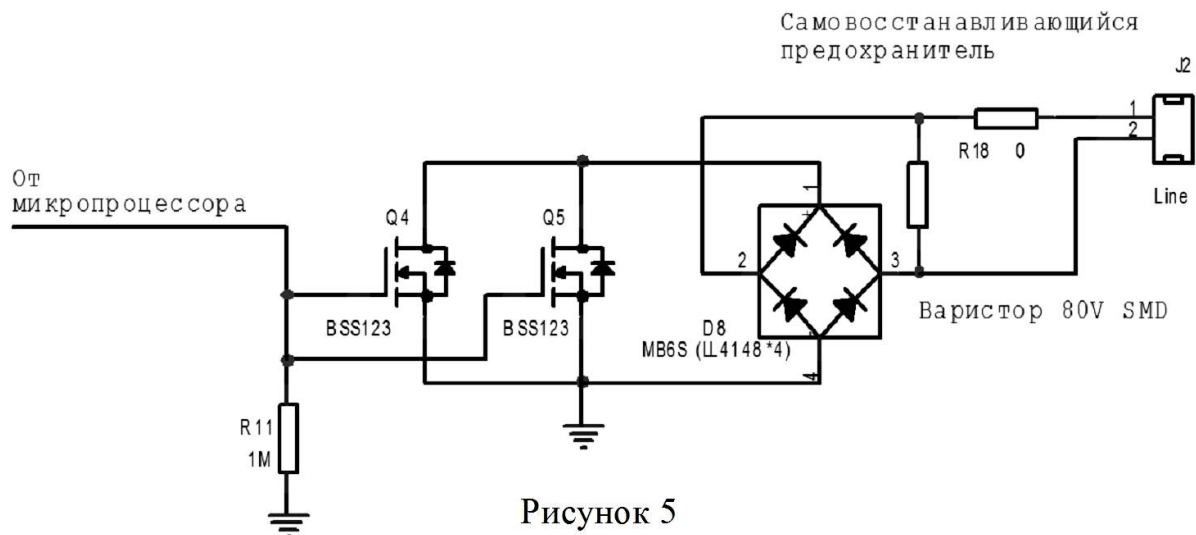 Самовосстанавливающийся
предохранитель
J2
1
2
R18 0
Line
От
микропроцессора
Q4
Q5
1
2
3
+
-
4
BSS123
BSS123
D8
MB6S (LL4148 *4)
Варистор 80V SMD
R11
1M
Рисунок 5